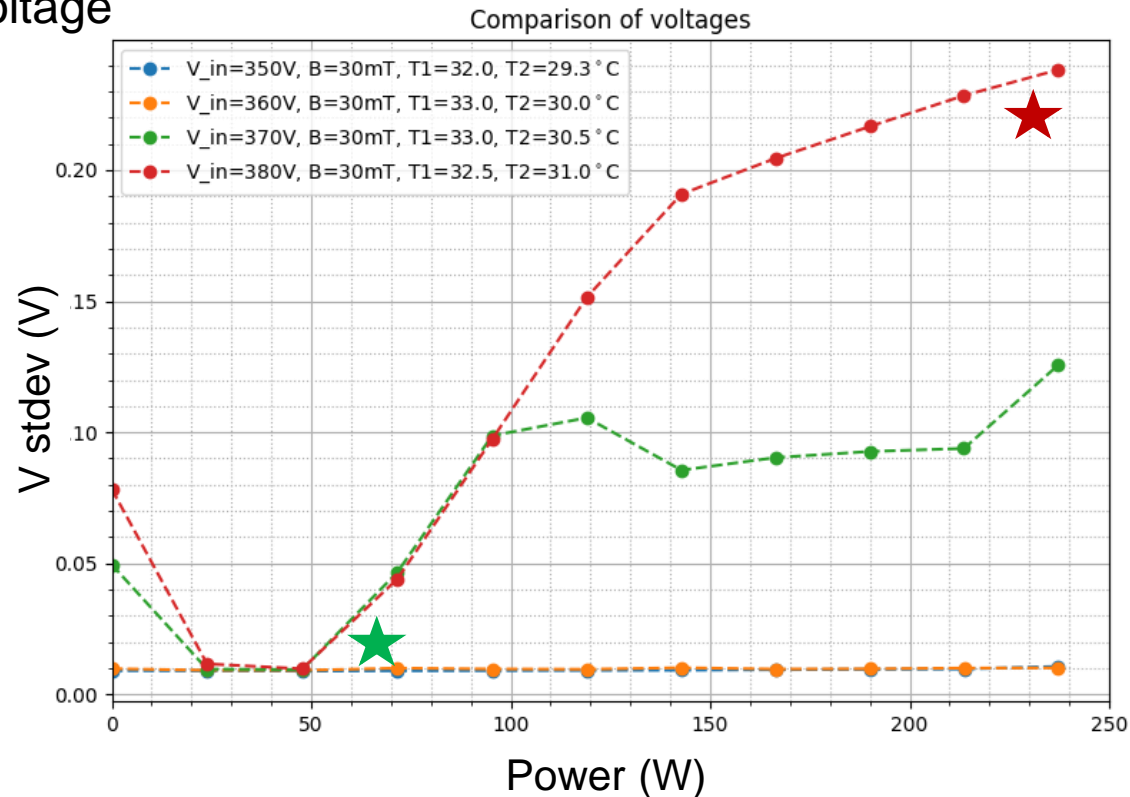 oltage
Comparison of voltages
V_in=350V, B=30mT, T1=32.0, T2=29.3°C
V_in=360V, B=30mT, T1=33.0, T2=30.0°C
V_in=370V, B=30mT, T1=33.0, T2=30.5°C
V_in=380V, B=30mT, T1=32.5, T2=31.0°C
V stdev (V)
0.20
.15
.10
0.05
0.00
0 50 100 150 200 250
Power (W)